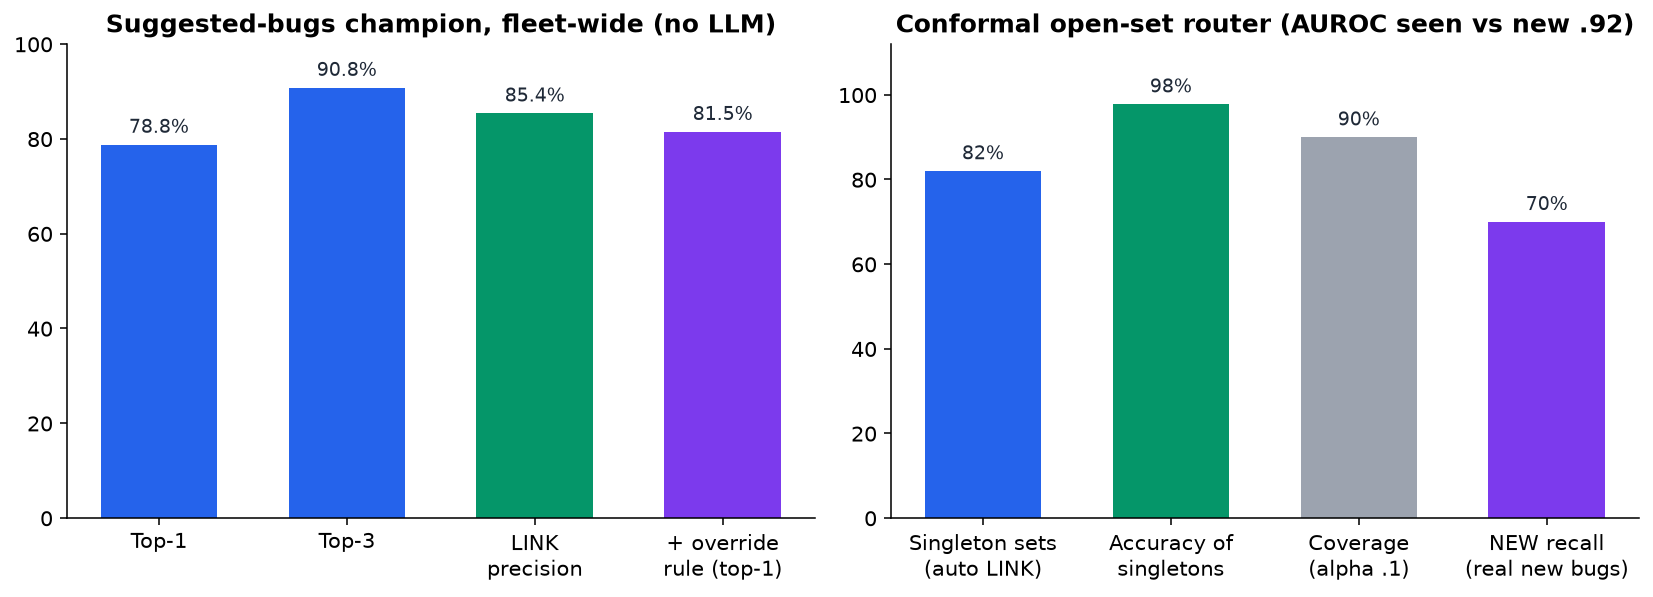 Suggested-bugs champion, fleet-wide (no LLM)
100
80
60
40
20
0
78.8%
90.8%
85.4%
81.5%
Top-1
Top-3
LINK
precision
+ override
rule (top-1)
Conformal open-set router (AUROC seen vs new .92)
100
80
60
40
20
0
82%
98%
90%
70%
Singleton sets
(auto LINK)
Accuracy of
singletons
Coverage
(alpha .1)
NEW recall
(real new bugs)